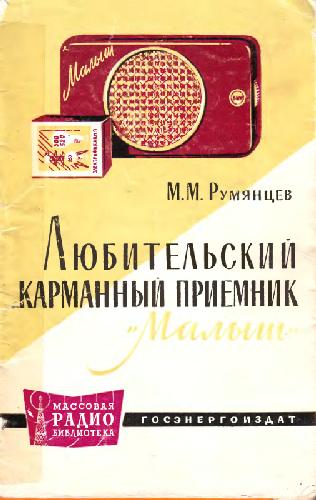 Малыш
М.М. Румянцев
Любительский
карманный приемник
„Малыш“
МАССОВАЯ
РАДИО
БИБЛИОТЕКА
ГОСЭНЕРГОИЗДАТ